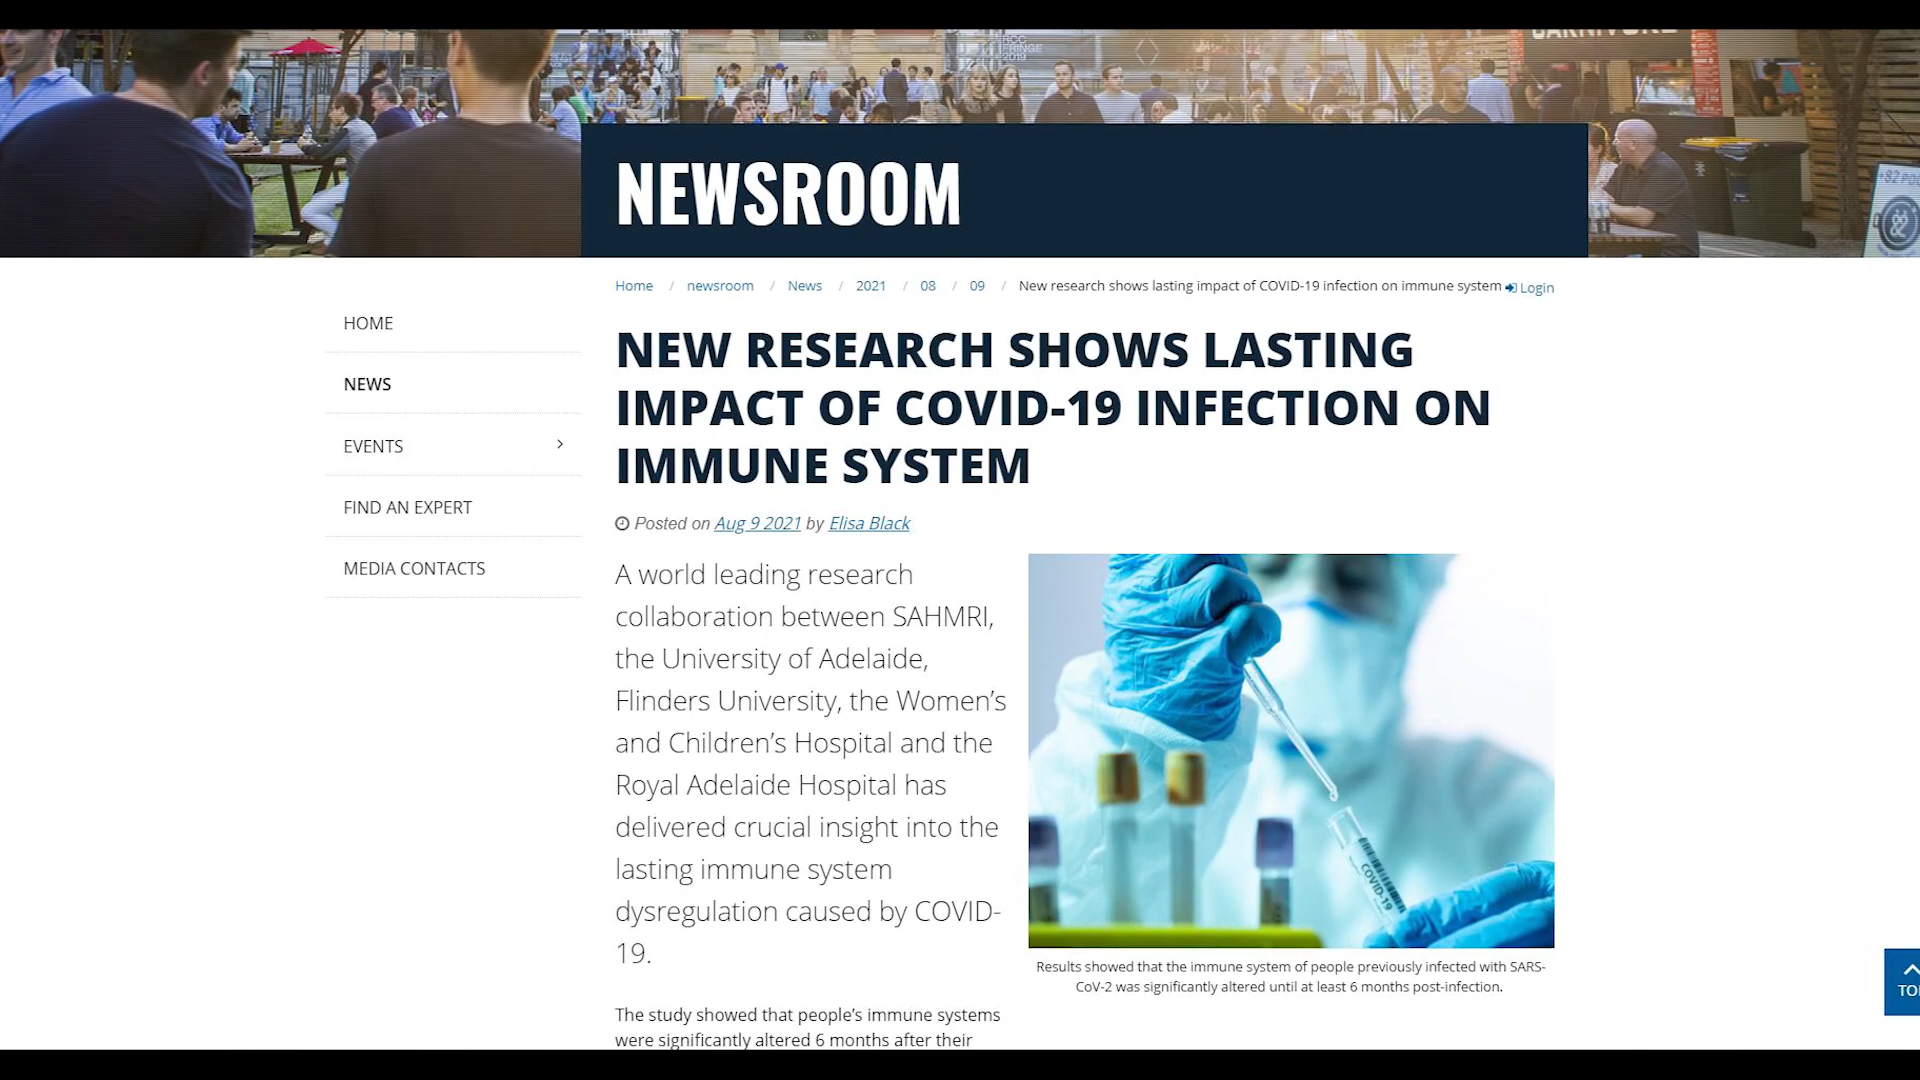 RCC
FRINGE
2019
CARNIVORE
NEWSROOM
Home / newsroom / News / 2021 / 08 / 09 / New research shows lasting impact of COVID-19 infection on immune system Login
HOME
NEWS
EVENTS
FIND AN EXPERT
MEDIA CONTACTS
NEW RESEARCH SHOWS LASTING
IMPACT OF COVID-19 INFECTION ON
IMMUNE SYSTEM
Posted on Aug 9 2021 by Elisa Black
A world leading research
collaboration between SAHMRI,
the University of Adelaide,
Flinders University, the Women’s
and Children’s Hospital and the
Royal Adelaide Hospital has
delivered crucial insight into the
lasting immune system
dysregulation caused by COVID-
19.
COVID-19
Results showed that the immune system of people previously infected with SARS-
CoV-2 was significantly altered until at least 6 months post-infection.
The study showed that people’s immune systems
were significantly altered 6 months after their